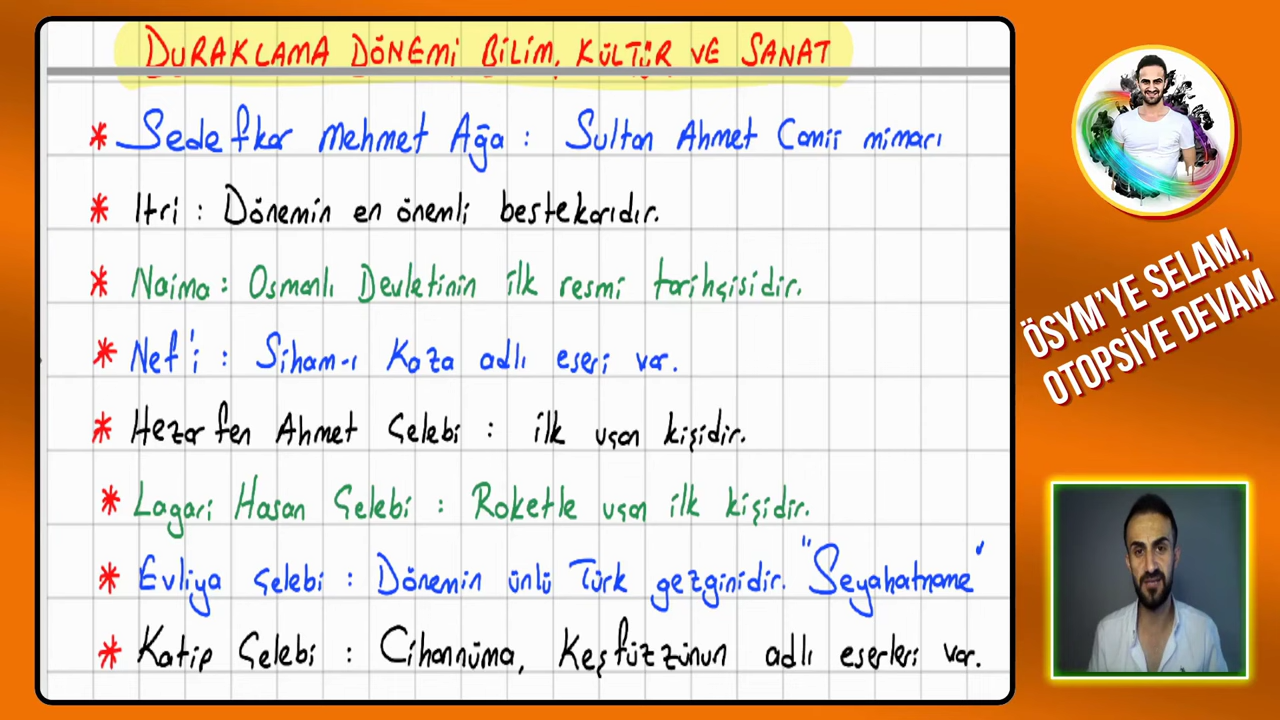 DURAKLAMA DÖNEMİ BİLİM, KÜLTÜR VE SANAT
* Sedefkar Mehmet Ağa : Sultan Ahmet Camii mimarı
* Itri : Dönemin en önemli bestekarıdır.
* Naima : Osmanlı Devletinin ilk resmi tarihçisidir.
* Nef'i : Siham-ı Kaza adlı eseri var.
* Hezarfen Ahmet Çelebi : ilk uçan kişidir.
* Lagari Hasan Çelebi : Roketle uçan ilk kişidir.
* Evliya Çelebi : Dönemin ünlü Türk gezginidir. "Seyahatname"
* Katip Çelebi : Cihannüma, Keşfüzzünun adlı eserleri var.
ÖSYM'YE SELAM,
OTOPSİYE DEVAM